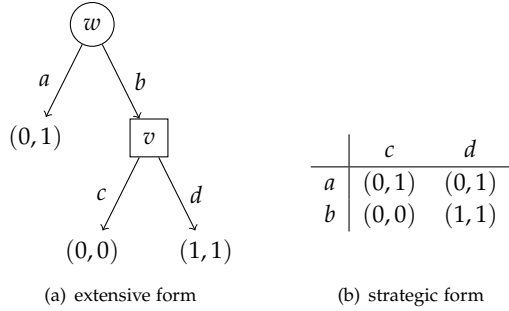 w
a b
(0, 1) v
c d
(0, 0) (1, 1)
(a) extensive form
c d
a (0, 1) (0, 1)
b (0, 0) (1, 1)
(b) strategic form